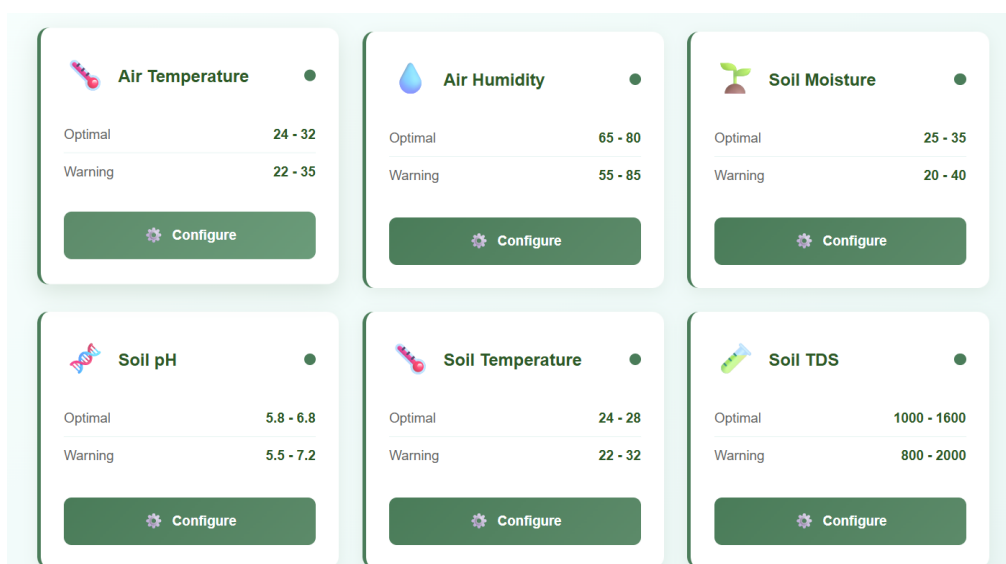 Air Temperature
Optimal 24 - 32
Warning 22 - 35
Configure
Air Humidity
Optimal 65 - 80
Warning 55 - 85
Configure
Soil Moisture
Optimal 25 - 35
Warning 20 - 40
Configure
Soil pH
Optimal 5.8 - 6.8
Warning 5.5 - 7.2
Configure
Soil Temperature
Optimal 24 - 28
Warning 22 - 32
Configure
Soil TDS
Optimal 1000 - 1600
Warning 800 - 2000
Configure